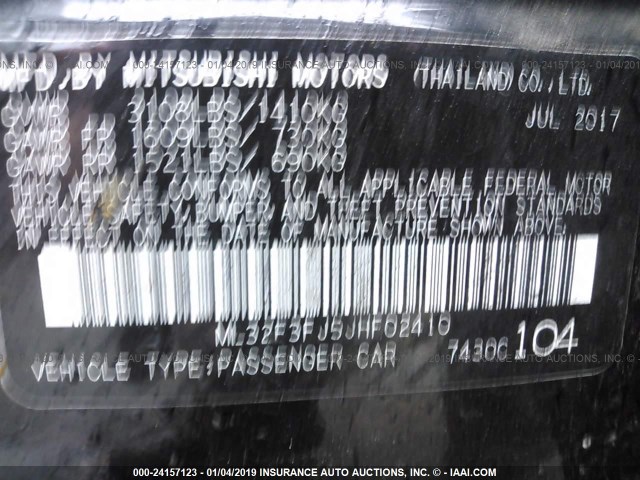 MFD.BY MITSUBISHI MOTORS (THAILAND) CO.,LTD.
GVWR 3108LBS/1410KG JUL 2017
GAWR FR 1609LBS/730KG
GAWR RR 1521LBS/690KG
THIS VEHICLE CONFORMS TO ALL APPLICABLE FEDERAL MOTOR
VEHICLE SAFETY, BUMPER, AND THEFT PREVENTION STANDARDS
IN EFFECT ON THE DATE OF MANUFACTURE SHOWN ABOVE.
ML32F3FJ5JHF02410
VEHICLE TYPE:PASSENGER CAR 74306 104
000-24157123 - 01/04/2019 INSURANCE AUTO AUCTIONS, INC. - © IAAI.COM